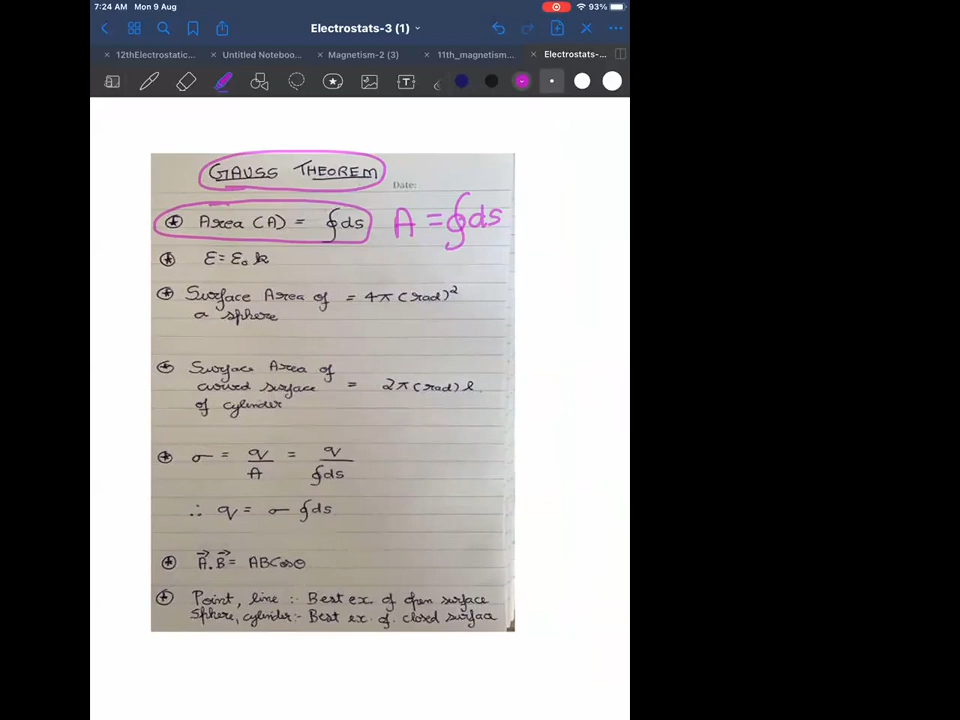 7:24 AM Mon 9 Aug 93%
Electrostats-3 (1)
12thElectrostatic... Untitled Noteboo... Magnetism-2 (3) 11th_magnetism... Electrostats-...
GAUSS THEOREM
Date:
Area (A) = ∮ds A = ∮ds
ε = ε₀ k
Surface Area of = 4π (rad)²
a sphere
Surface Area of
curved surface = 2π (rad) l.
of cylinder
σ = q/A = q/∮ds
∴ q = σ ∮ds
A⃗.B⃗ = ABCosθ
Point, line :- Best ex. of open surface
Sphere, cylinder:- Best ex. of closed surface